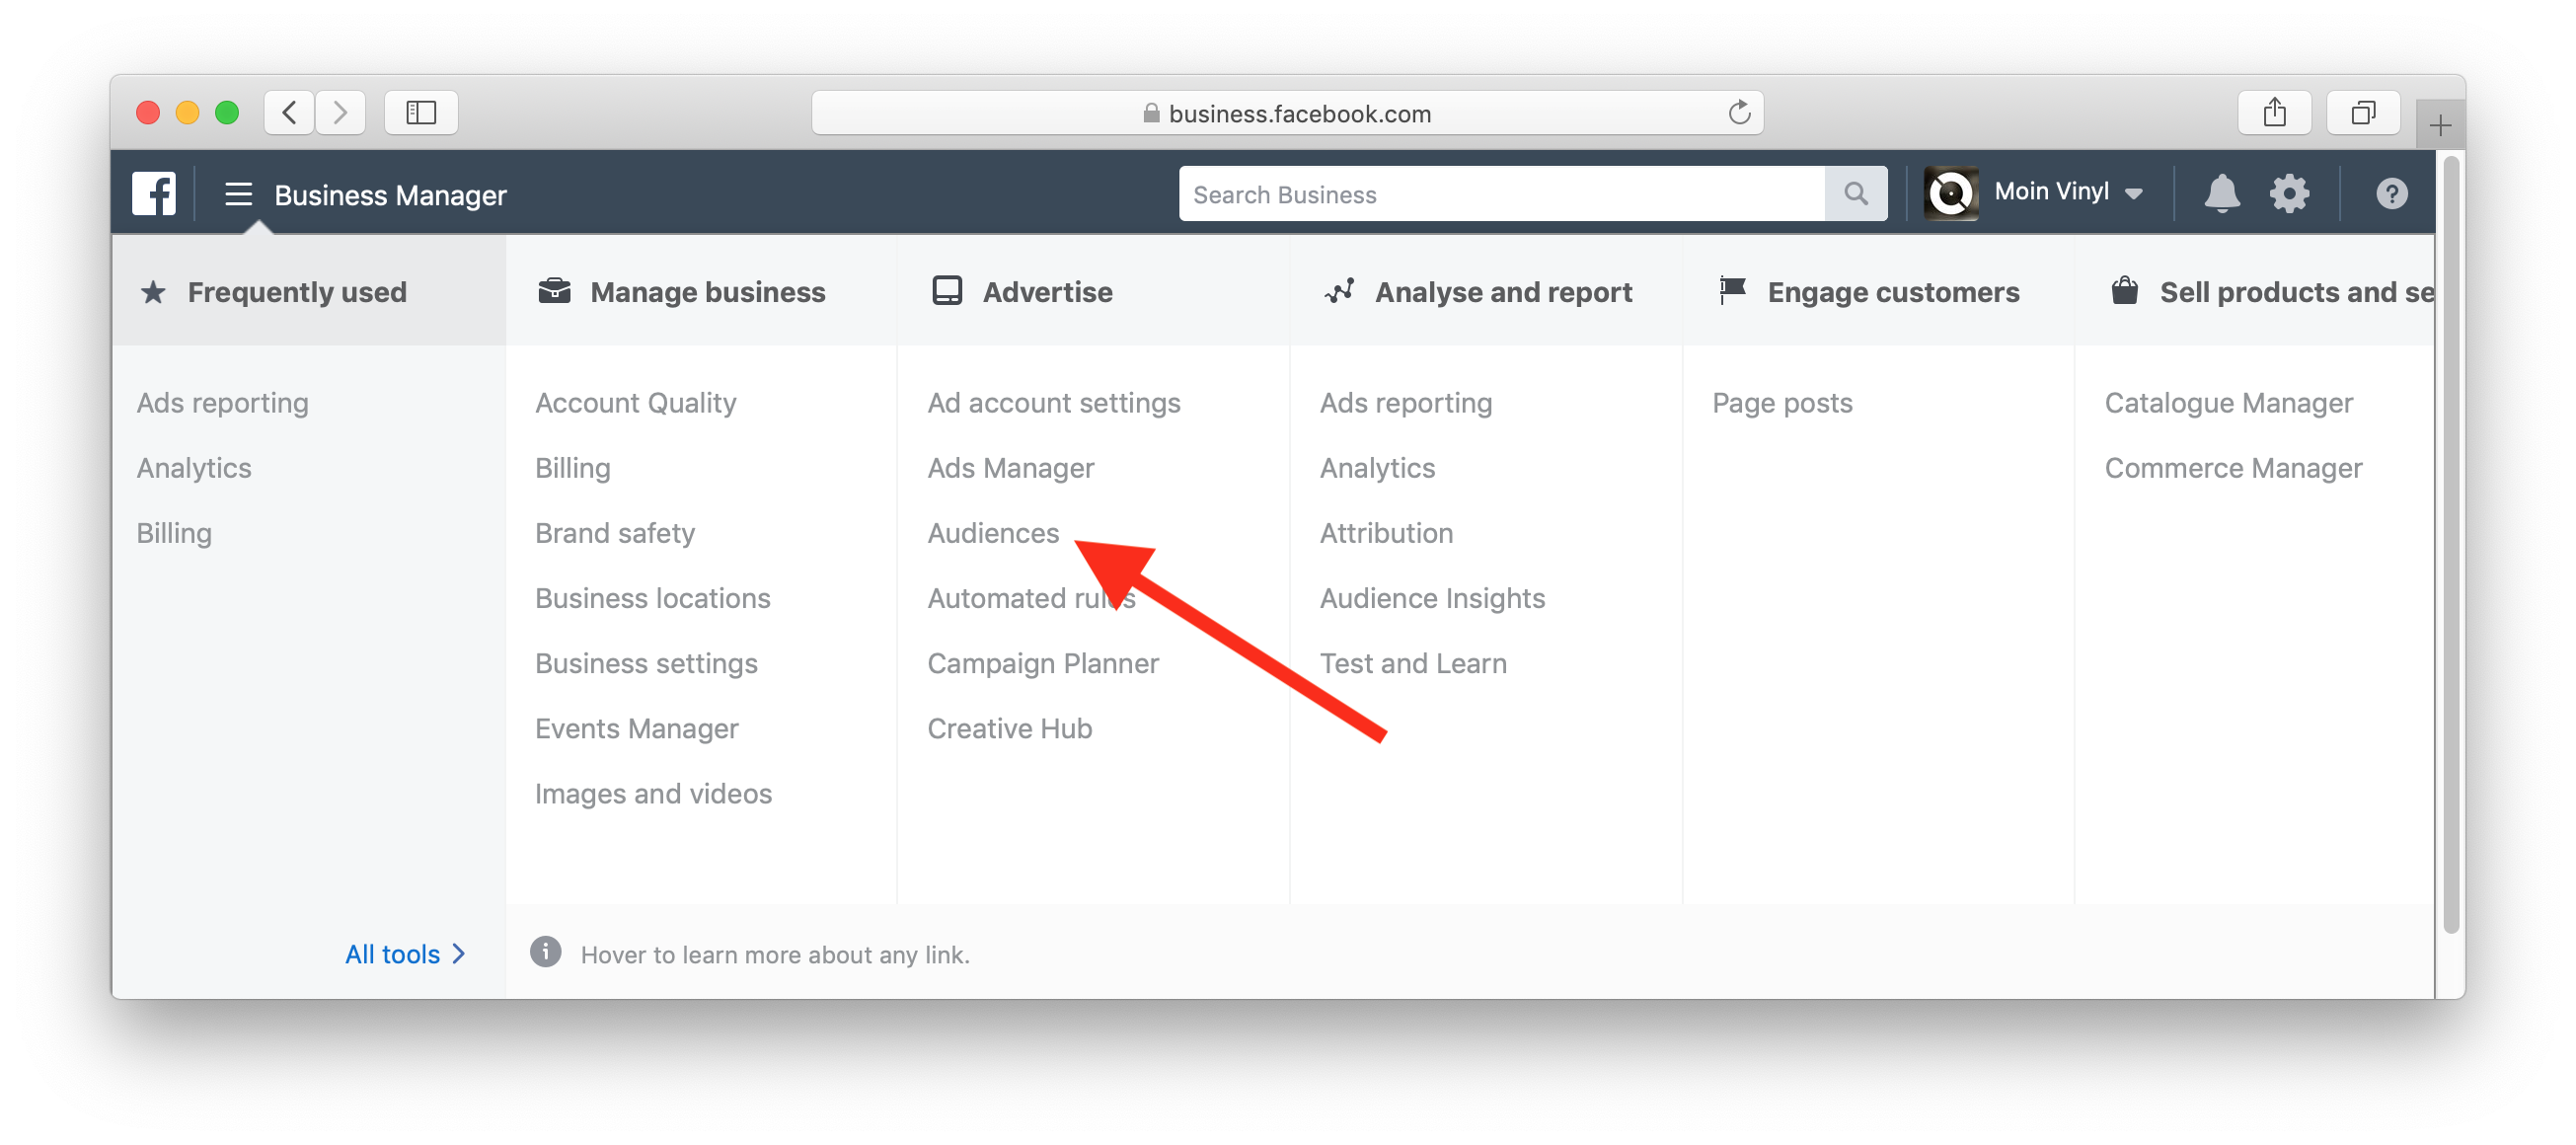 business.facebook.com
Business Manager
Search Business
Moin Vinyl
Frequently used
Ads reporting
Analytics
Billing
All tools
Manage business
Account Quality
Billing
Brand safety
Business locations
Business settings
Events Manager
Images and videos
Advertise
Ad account settings
Ads Manager
Audiences
Automated rules
Campaign Planner
Creative Hub
Analyse and report
Ads reporting
Analytics
Attribution
Audience Insights
Test and Learn
Engage customers
Page posts
Sell products and se
Catalogue Manager
Commerce Manager
Hover to learn more about any link.